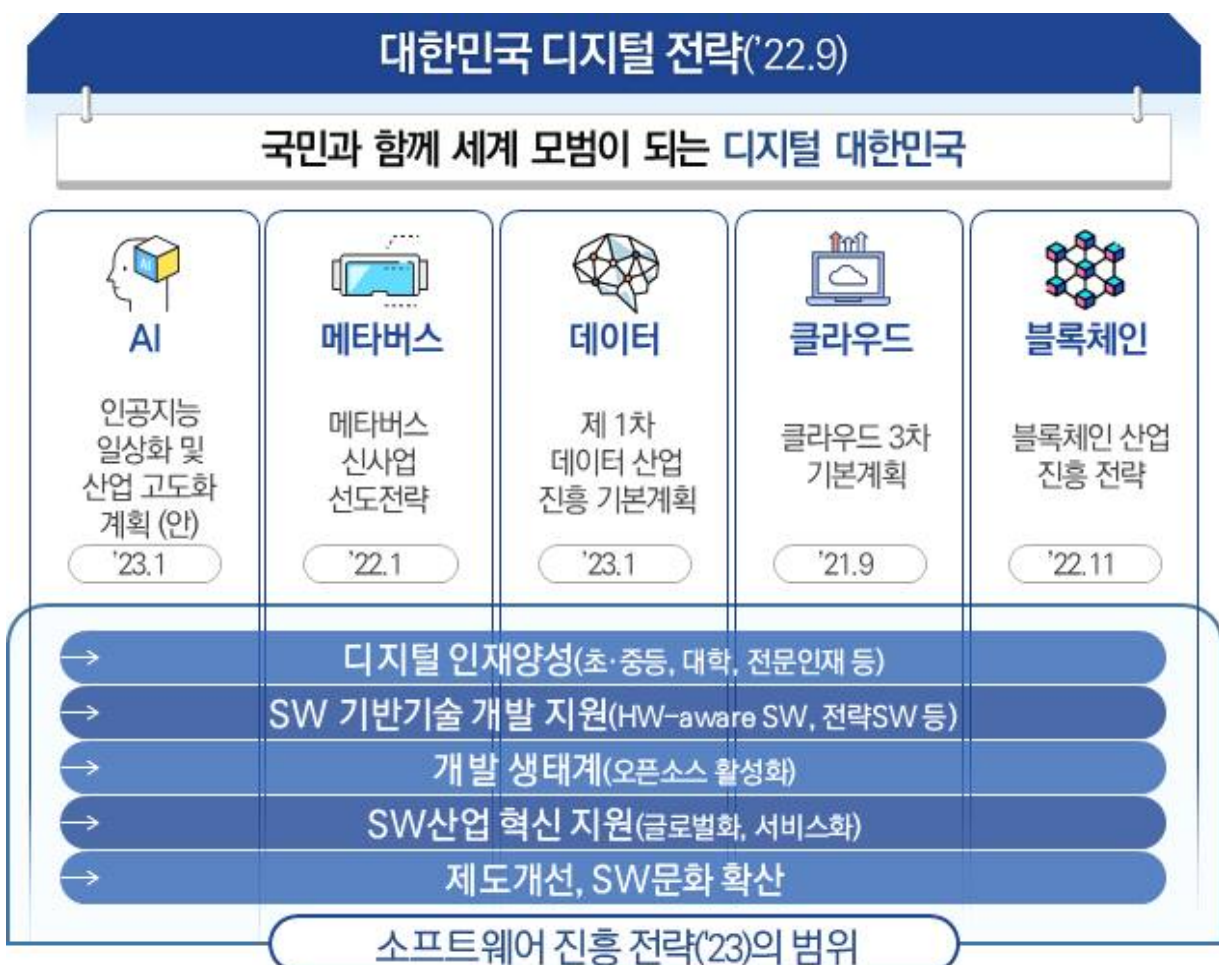 대한민국 디지털 전략('22.9)
국민과 함께 세계 모범이 되는 디지털 대한민국
AI
AI
인공지능
일상화 및
산업 고도화
계획 (안)
'23.1
메타버스
메타버스
신사업
선도전략
'22.1
데이터
제 1차
데이터 산업
진흥 기본계획
'23.1
클라우드
클라우드 3차
기본계획
'21.9
블록체인
블록체인 산업
진흥 전략
'22.11
디지털 인재양성(초·중등, 대학, 전문인재 등)
SW 기반기술 개발 지원(HW-aware SW, 전략SW 등)
개발 생태계(오픈소스 활성화)
SW산업 혁신 지원(글로벌화, 서비스화)
제도개선, SW문화 확산
소프트웨어 진흥 전략('23)의 범위